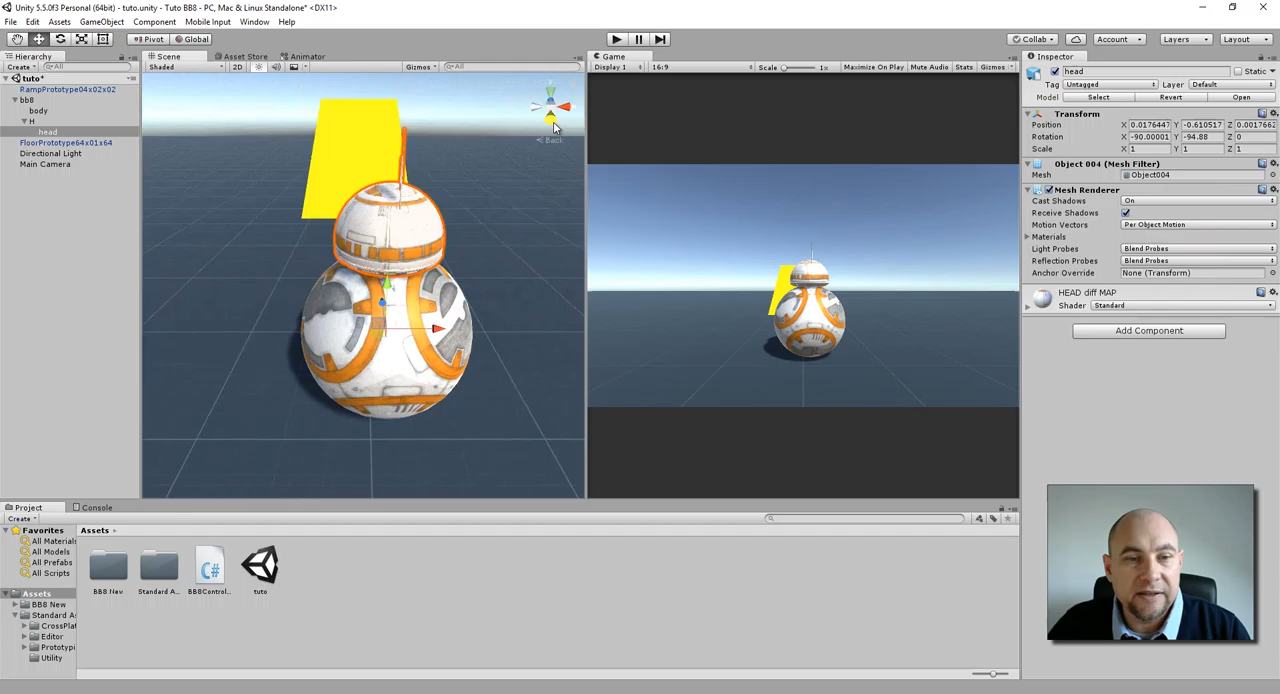 Unity 5.5.0f3 Personal (64bit) - tuto.unity - Tuto BB8 - PC, Mac & Linux Standalone* <DX11>
File Edit Assets GameObject Component Mobile Input Window Help
Pivot Global
Collab Account Layers Layout
Hierarchy
Create All
tuto*
RampPrototype04x02x02
bb8
body
H
head
FloorPrototype64x01x64
Directional Light
Main Camera
Scene Asset Store Animator
Shaded 2D Gizmos All
Back
Game
Display 1 16:9 Scale 1x Maximize On Play Mute Audio Stats Gizmos
Inspector
head Static
Tag Untagged Layer Default
Model Select Revert Open
Transform
Position X 0.0176447 Y -0.610517 Z 0.0017662
Rotation X -90.00001 Y -94.88 Z 0
Scale X 1 Y 1 Z 1
Object 004 (Mesh Filter)
Mesh Object004
Mesh Renderer
Cast Shadows On
Receive Shadows
Motion Vectors Per Object Motion
Materials
Light Probes Blend Probes
Reflection Probes Blend Probes
Anchor Override None (Transform)
HEAD diff MAP
Shader Standard
Add Component
Project Console
Create
Favorites
All Materials
All Models
All Prefabs
All Scripts
Assets
BB8 New
Standard As
CrossPlat
Editor
Prototypi
Utility
Assets
BB8 New Standard A... BB8Control... tuto
C#